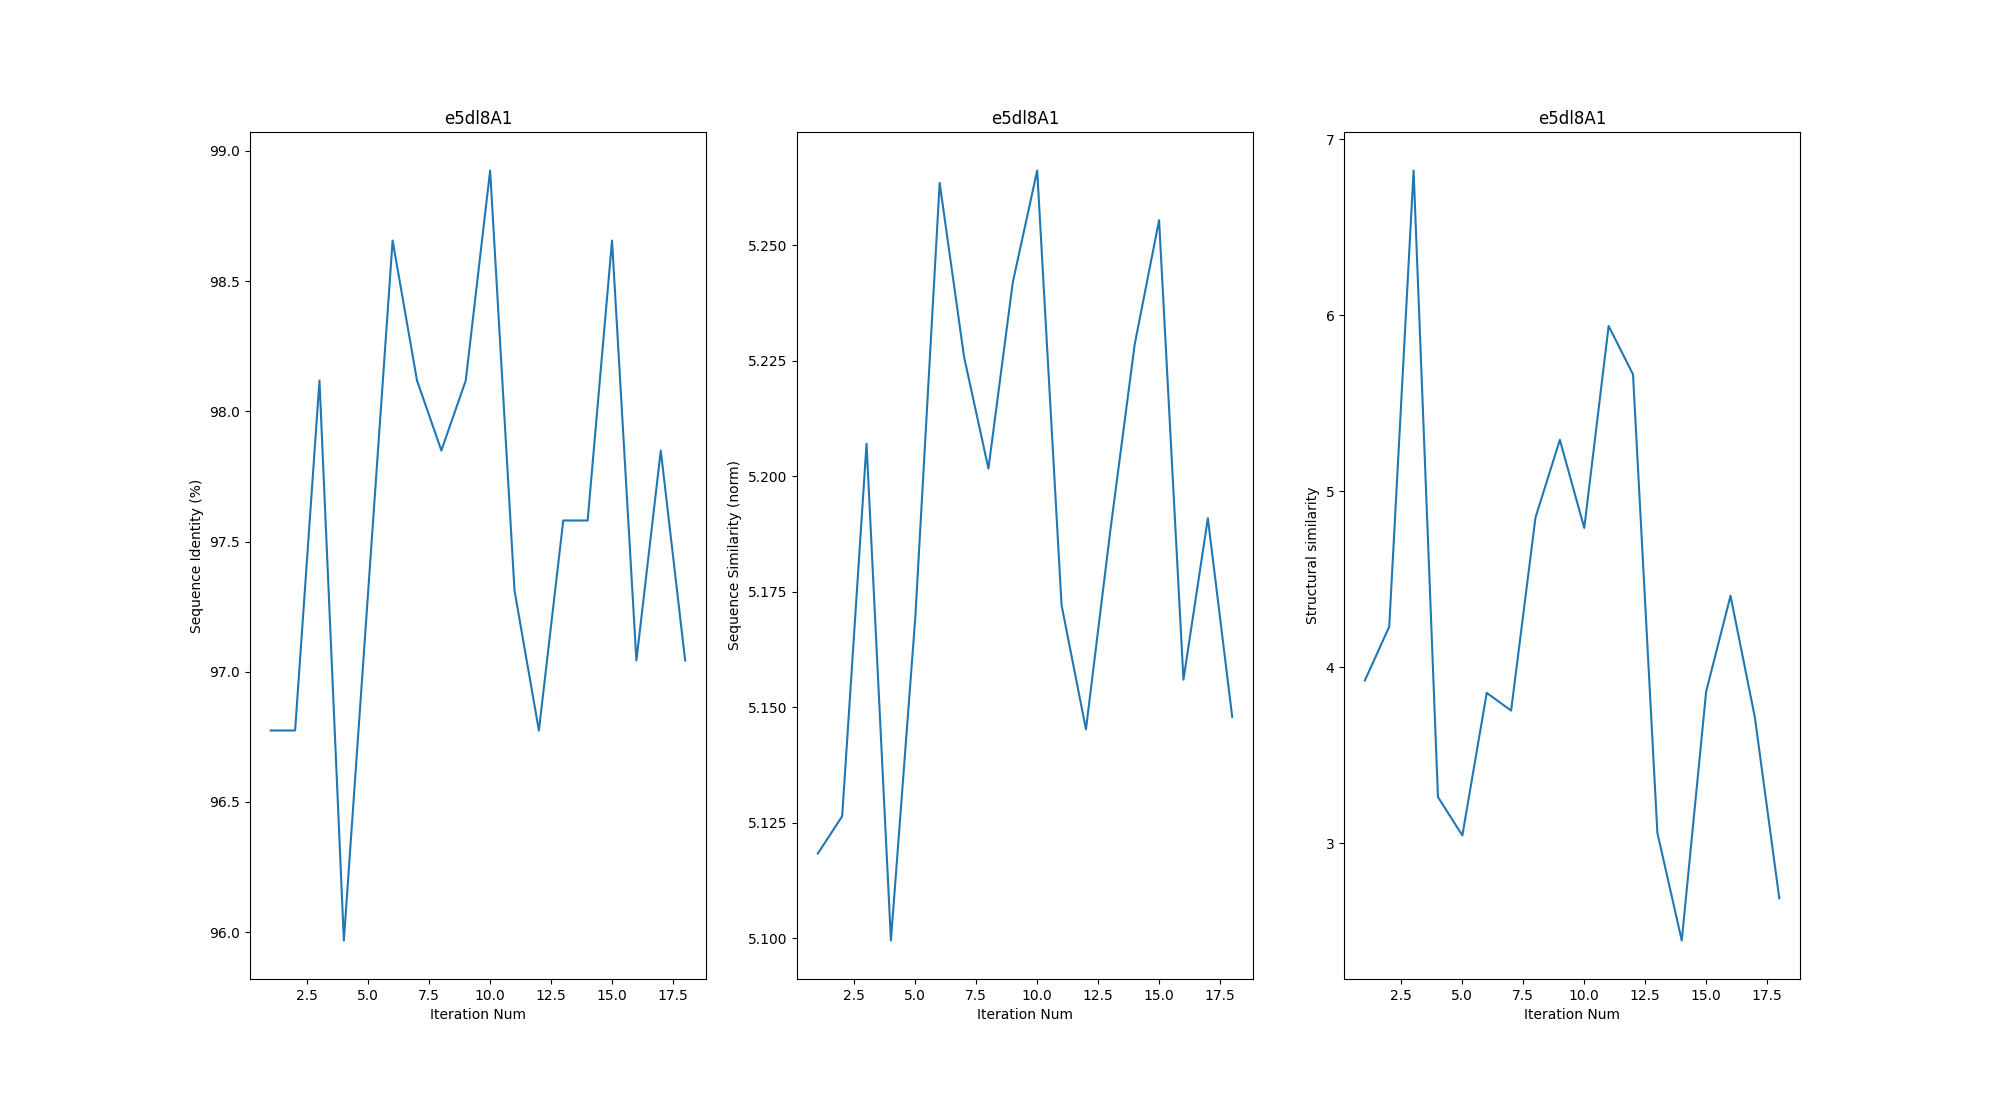 e5dl8A1
99.0
98.5
98.0
97.5
97.0
96.5
96.0
Sequence Identity (%)
2.5 5.0 7.5 10.0 12.5 15.0 17.5
Iteration Num
e5dl8A1
5.250
5.225
5.200
5.175
5.150
5.125
5.100
Sequence Similarity (norm)
2.5 5.0 7.5 10.0 12.5 15.0 17.5
Iteration Num
e5dl8A1
7
6
5
4
3
Structural similarity
2.5 5.0 7.5 10.0 12.5 15.0 17.5
Iteration Num